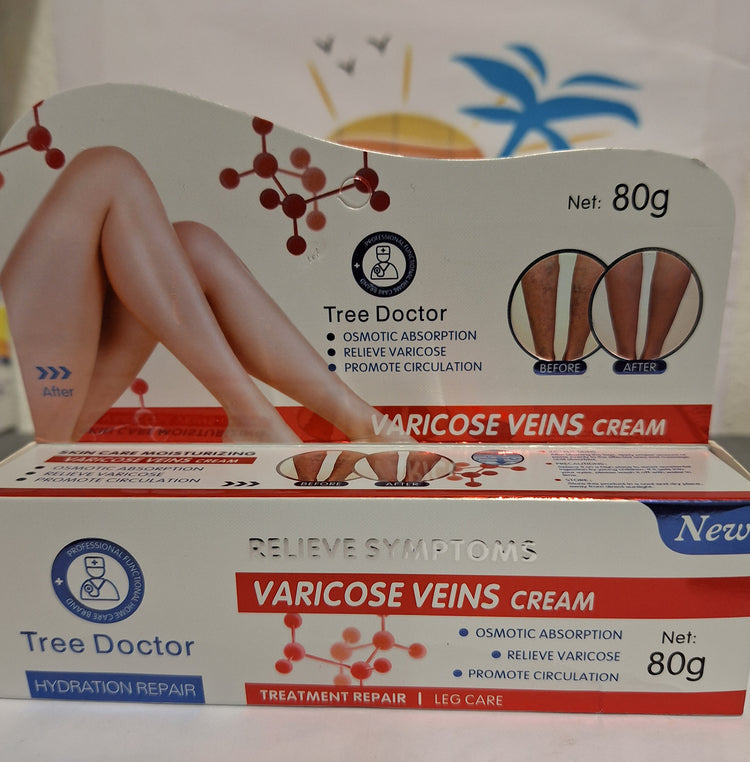 Net: 80g
PROFESSIONAL FUNCTIONAL HOME CARE BRAND
Tree Doctor
OSMOTIC ABSORPTION
RELIEVE VARICOSE
PROMOTE CIRCULATION
BEFORE
AFTER
After
VARICOSE VEINS CREAM
SKIN CARE MOISTURIZING
VARICOSE VEINS CREAM
OSMOTIC ABSORPTION
RELIEVE VARICOSE
PROMOTE CIRCULATION
BEFORE
AFTER
New
PROFESSIONAL FUNCTIONAL HOME CARE BRAND
Tree Doctor
HYDRATION REPAIR
RELIEVE SYMPTOMS
VARICOSE VEINS CREAM
OSMOTIC ABSORPTION
RELIEVE VARICOSE
PROMOTE CIRCULATION
Net:
80g
TREATMENT REPAIR | LEG CARE